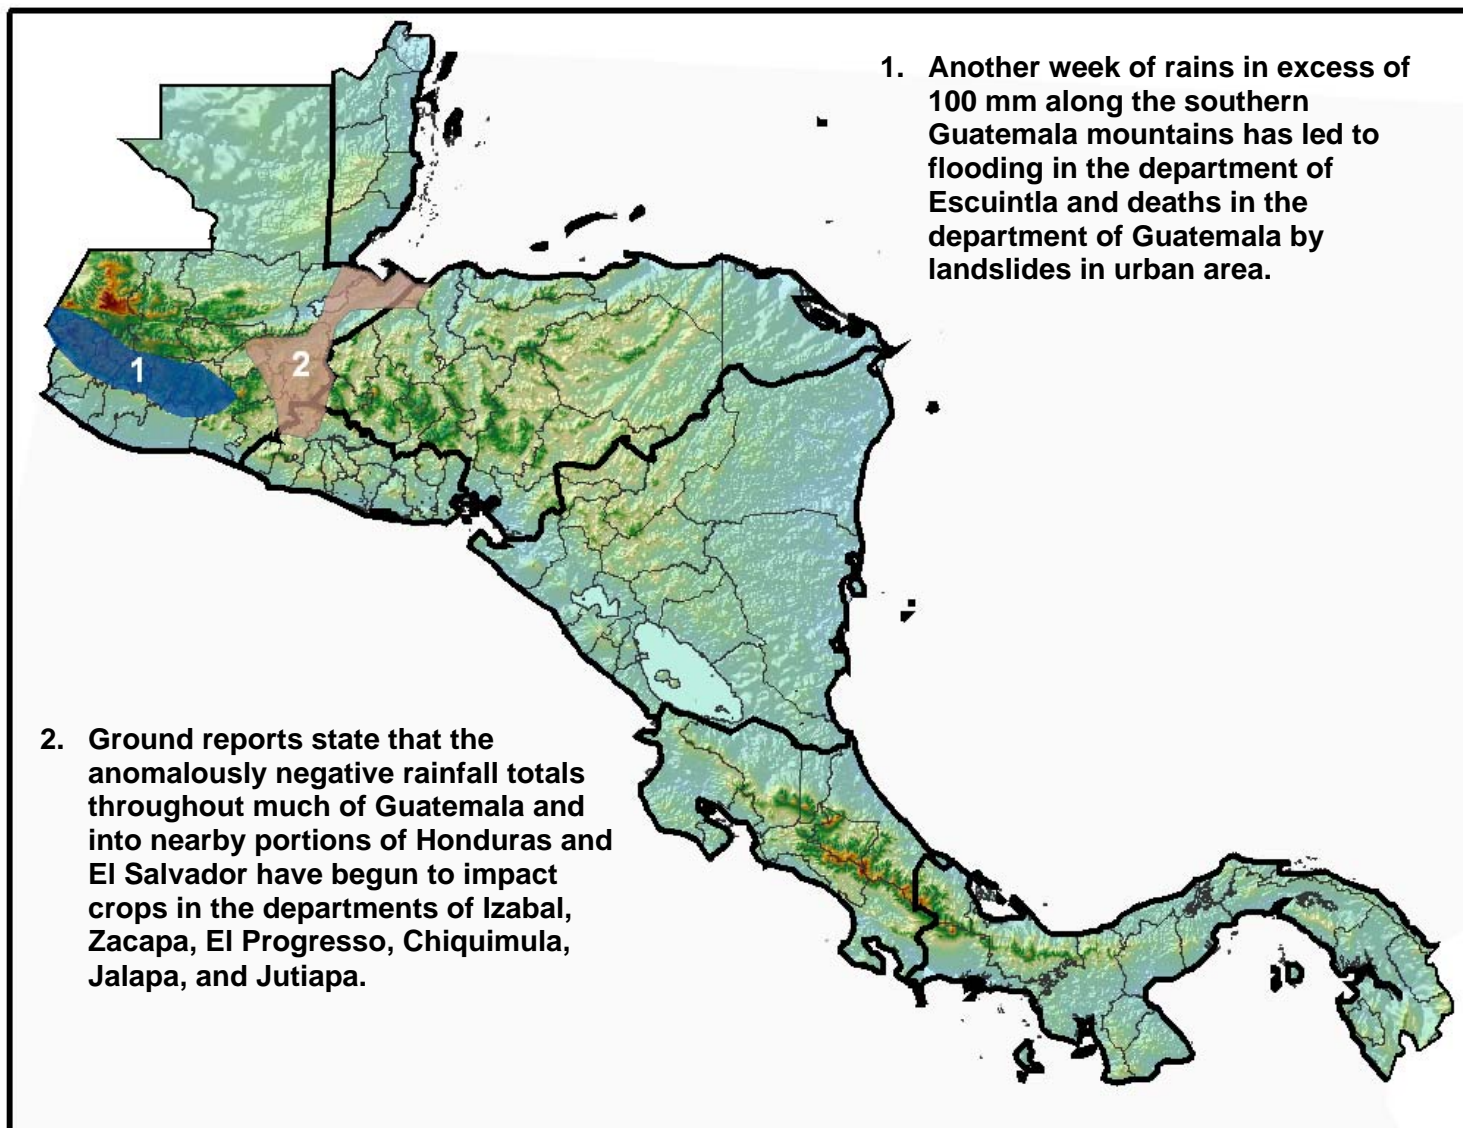 1. Another week of rains in excess of
100 mm along the southern
Guatemala mountains has led to
flooding in the department of
Escuintla and deaths in the
department of Guatemala by
landslides in urban area.
1
2
2. Ground reports state that the
anomalously negative rainfall totals
throughout much of Guatemala and
into nearby portions of Honduras and
El Salvador have begun to impact
crops in the departments of Izabal,
Zacapa, El Progresso, Chiquimula,
Jalapa, and Jutiapa.